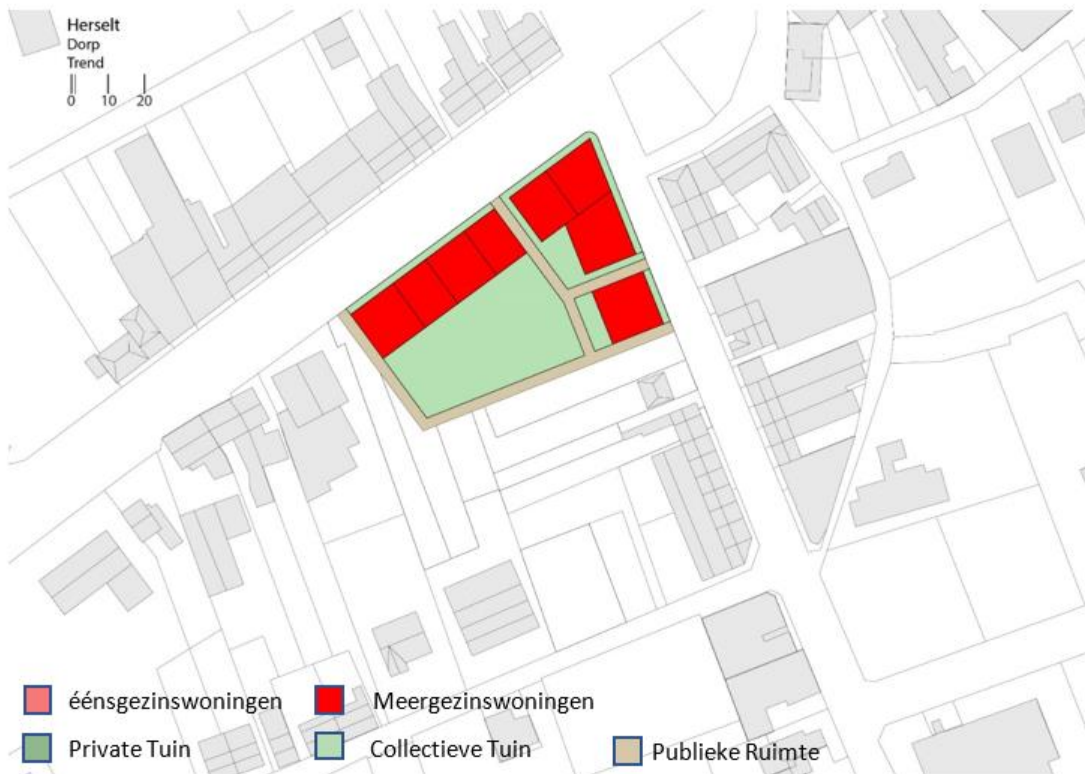 Herselt
Dorp
Trend
0 10 20
éénsgezinswoningen Meergezinswoningen
Private Tuin Collectieve Tuin Publieke Ruimte